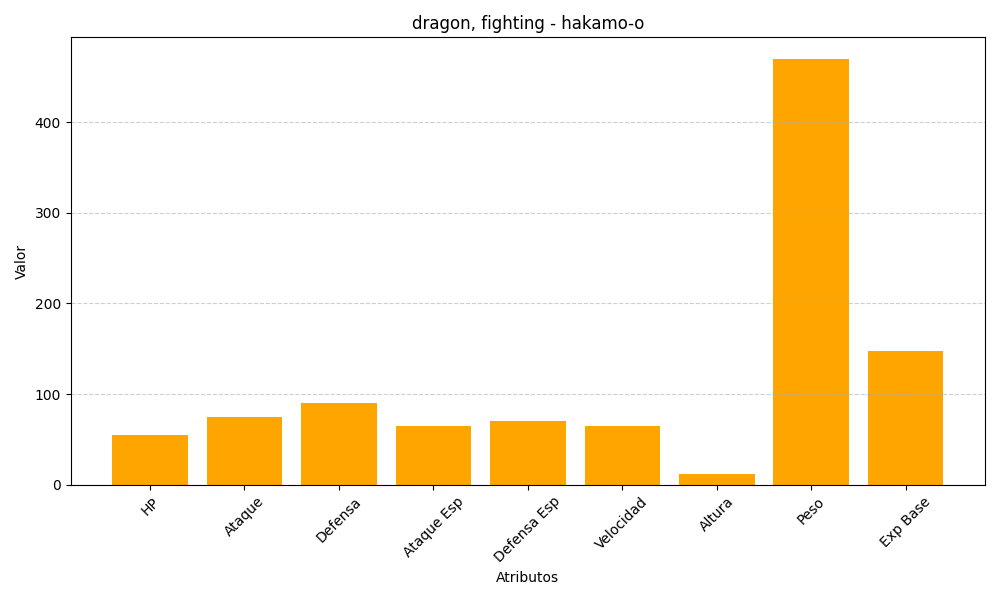 dragon, fighting - hakamo-o
Valor
400
300
200
100
0
HP
Ataque
Defensa
Ataque Esp
Defensa Esp
Velocidad
Altura
Peso
Exp Base
Atributos